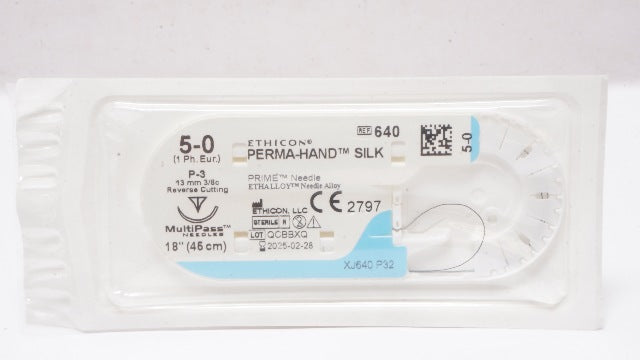 5-0
(1 Ph. Eur.)
P-3
13 mm 3/8c
Reverse Cutting
MultiPass™
NEEDLES
18" (46 cm)
ETHICON®
REF 640
PERMA-HAND™ SILK
PRIME™ Needle
ETHALLOY™ Needle Alloy
ETHICON, LLC
CE 2797
STERILE R
LOT QCBBXQ
2025-02-28
5-0
XJ640 P32